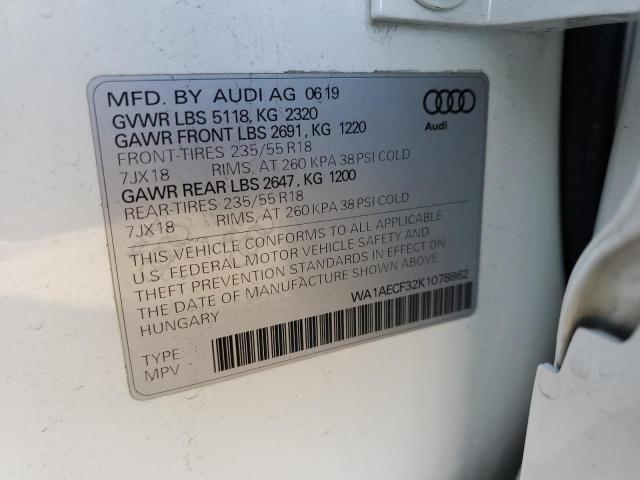 MFD. BY AUDI AG 06 19
GVWR LBS 5118, KG 2320
GAWR FRONT LBS 2691, KG 1220
FRONT-TIRES 235/55 R18
7JX18 RIMS, AT 260 KPA 38 PSI COLD
GAWR REAR LBS 2647, KG 1200
REAR-TIRES 235/55 R18
7JX18 RIMS, AT 260 KPA 38 PSI COLD
THIS VEHICLE CONFORMS TO ALL APPLICABLE
U.S. FEDERAL MOTOR VEHICLE SAFETY AND
THEFT PREVENTION STANDARDS IN EFFECT ON
THE DATE OF MANUFACTURE SHOWN ABOVE
HUNGARY
WA1AECF32K1078862
TYPE
MPV
Audi